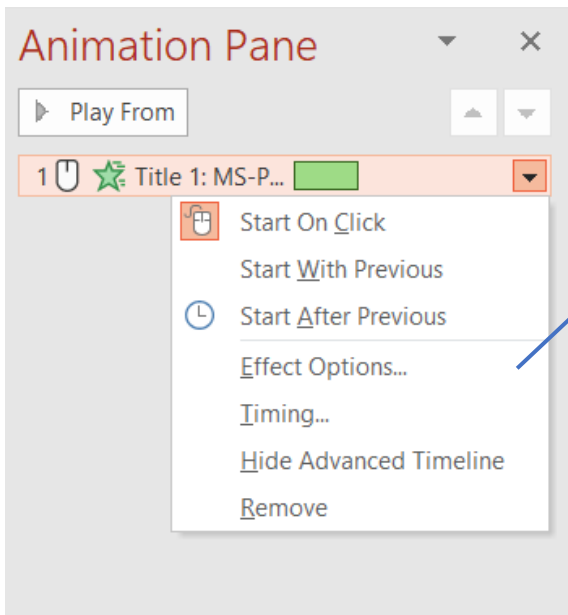 Animation Pane
Play From
1 Title 1: MS-P...
Start On Click
Start With Previous
Start After Previous
Effect Options...
Timing...
Hide Advanced Timeline
Remove